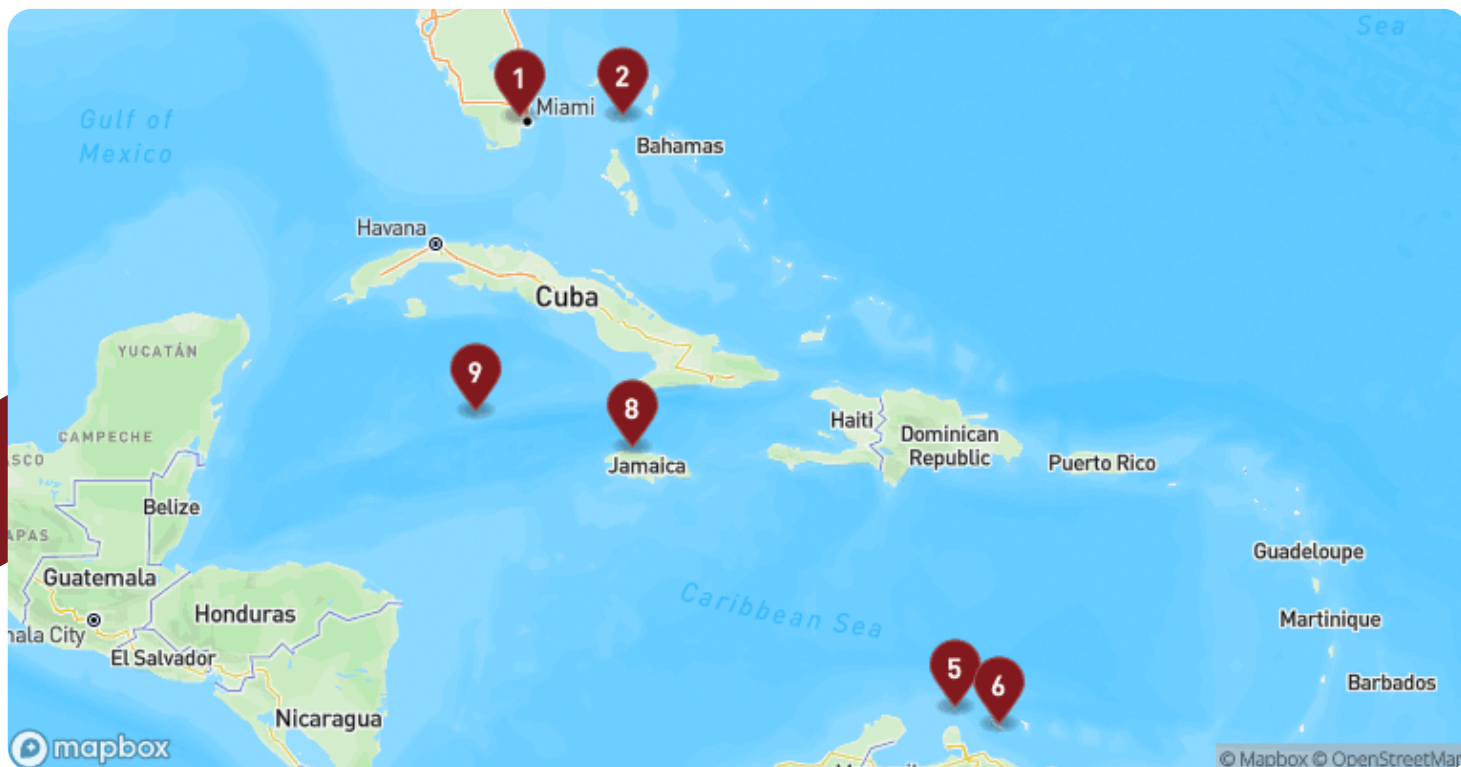 Sea
Gulf of
Mexico
1
2
Miami
Bahamas
Havana
Cuba
YUCATÁN
9
8
CAMPECHE
ASCO
Haiti
Dominican
Republic
Jamaica
Puerto Rico
Belize
APAS
Guadeloupe
Guatemala
Honduras
Caribbean Sea
Martinique
nala City
El Salvador
5
6
Barbados
Nicaragua
mapbox
© Mapbox © OpenStreetMap